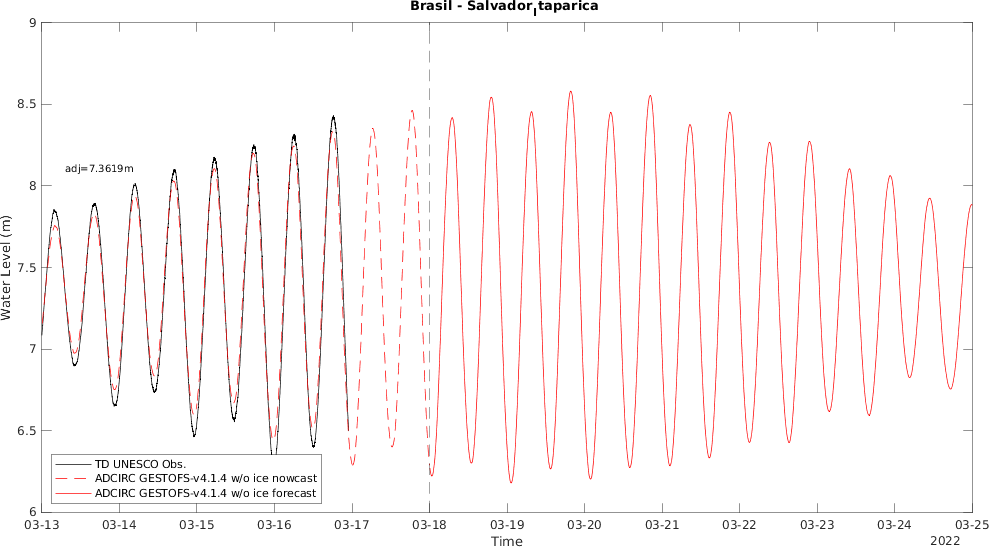 Brasil - Salvador_Itaparica
9
8.5
adj=7.3619m
8
7.5
7
6.5
6
Water Level (m)
TD UNESCO Obs.
ADCIRC GESTOFS-v4.1.4 w/o ice nowcast
ADCIRC GESTOFS-v4.1.4 w/o ice forecast
03-13 03-14 03-15 03-16 03-17 03-18 03-19 03-20 03-21 03-22 03-23 03-24 03-25
Time
2022